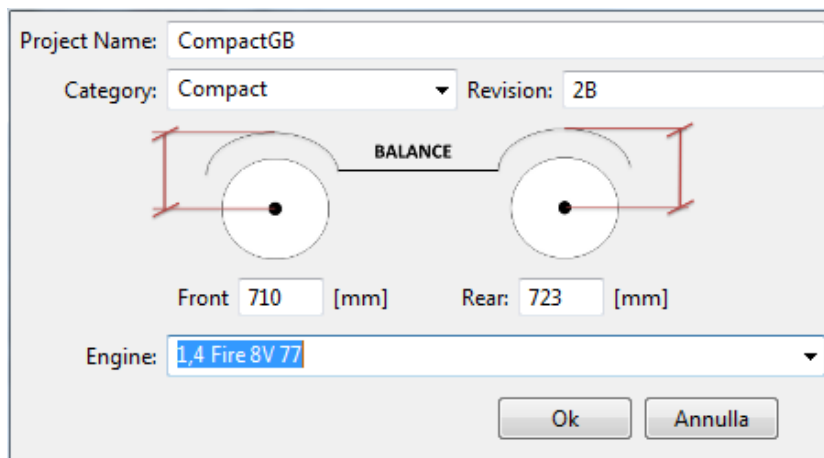 Project Name: CompactGB
Category: Compact Revision: 2B
BALANCE
Front 710 [mm] Rear: 723 [mm]
Engine: 1,4 Fire 8V 77
Ok Annulla